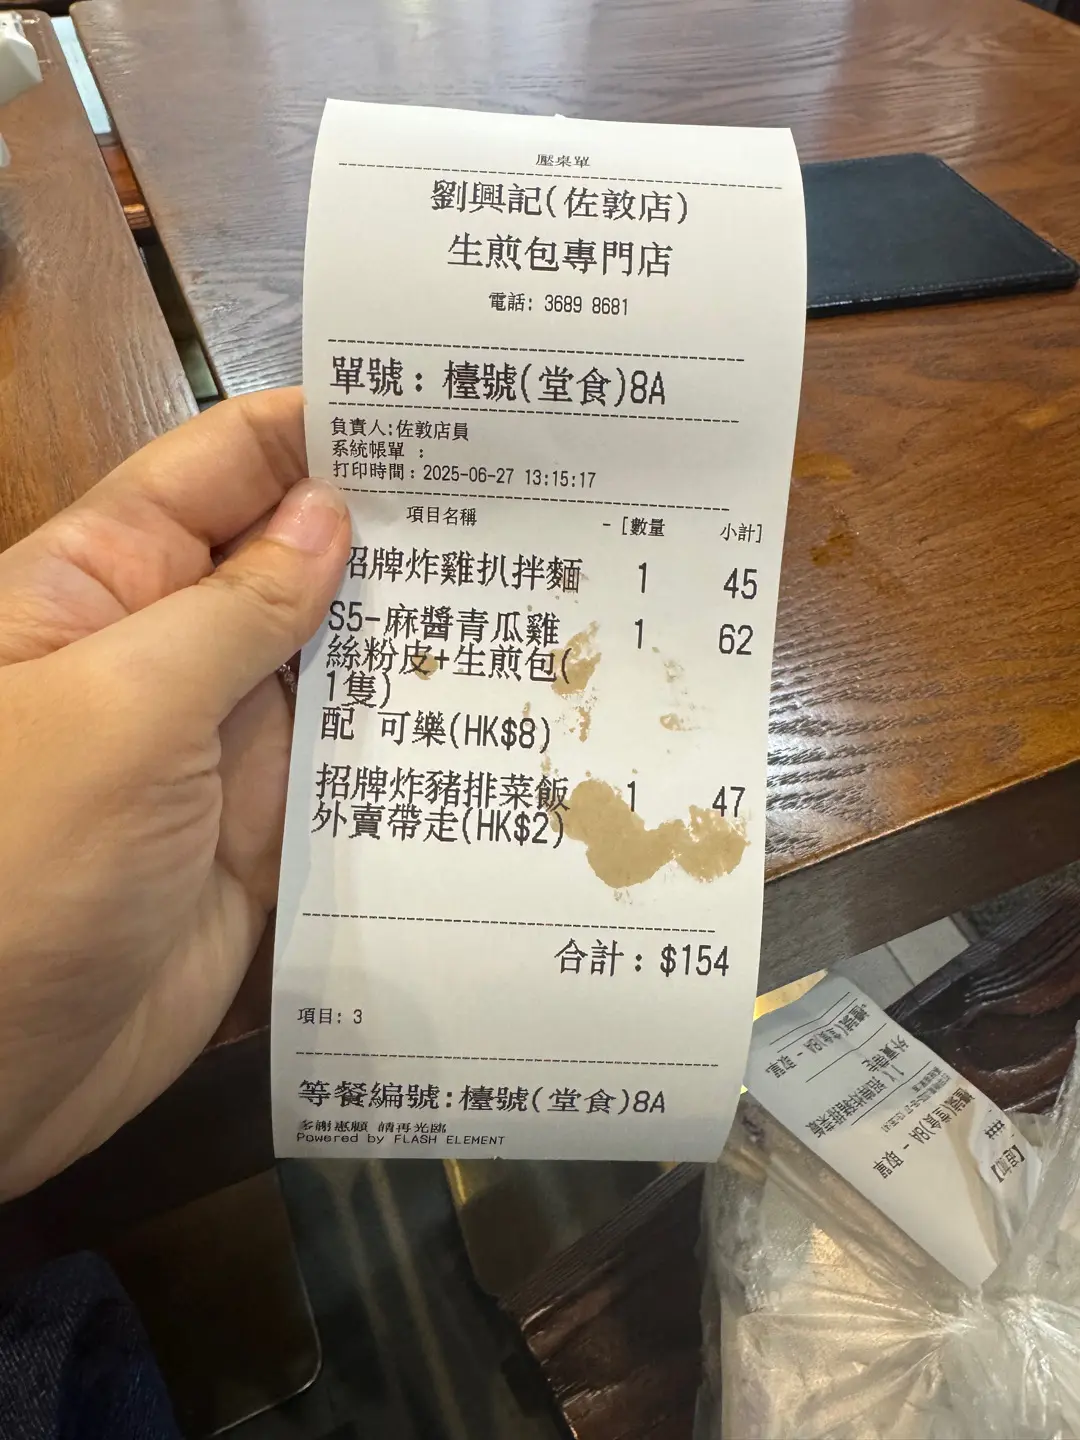 壓桌單
劉興記(佐敦店)
生煎包專門店
電話: 3689 8681
單號: 檯號(堂食)8A
負責人:佐敦店員
系統帳單 :
打印時間:2025-06-27 13:15:17
項目名稱 -[數量 小計]
招牌炸雞扒拌麵 1 45
S5-麻醬青瓜雞 1 62
絲粉皮+生煎包(
1隻)
配 可樂(HK$8)
招牌炸豬排菜飯 1 47
外賣帶走(HK$2)
合計: $154
項目: 3
等餐編號:檯號(堂食)8A
多謝惠顧 請再光臨
Powered by FLASH ELEMENT